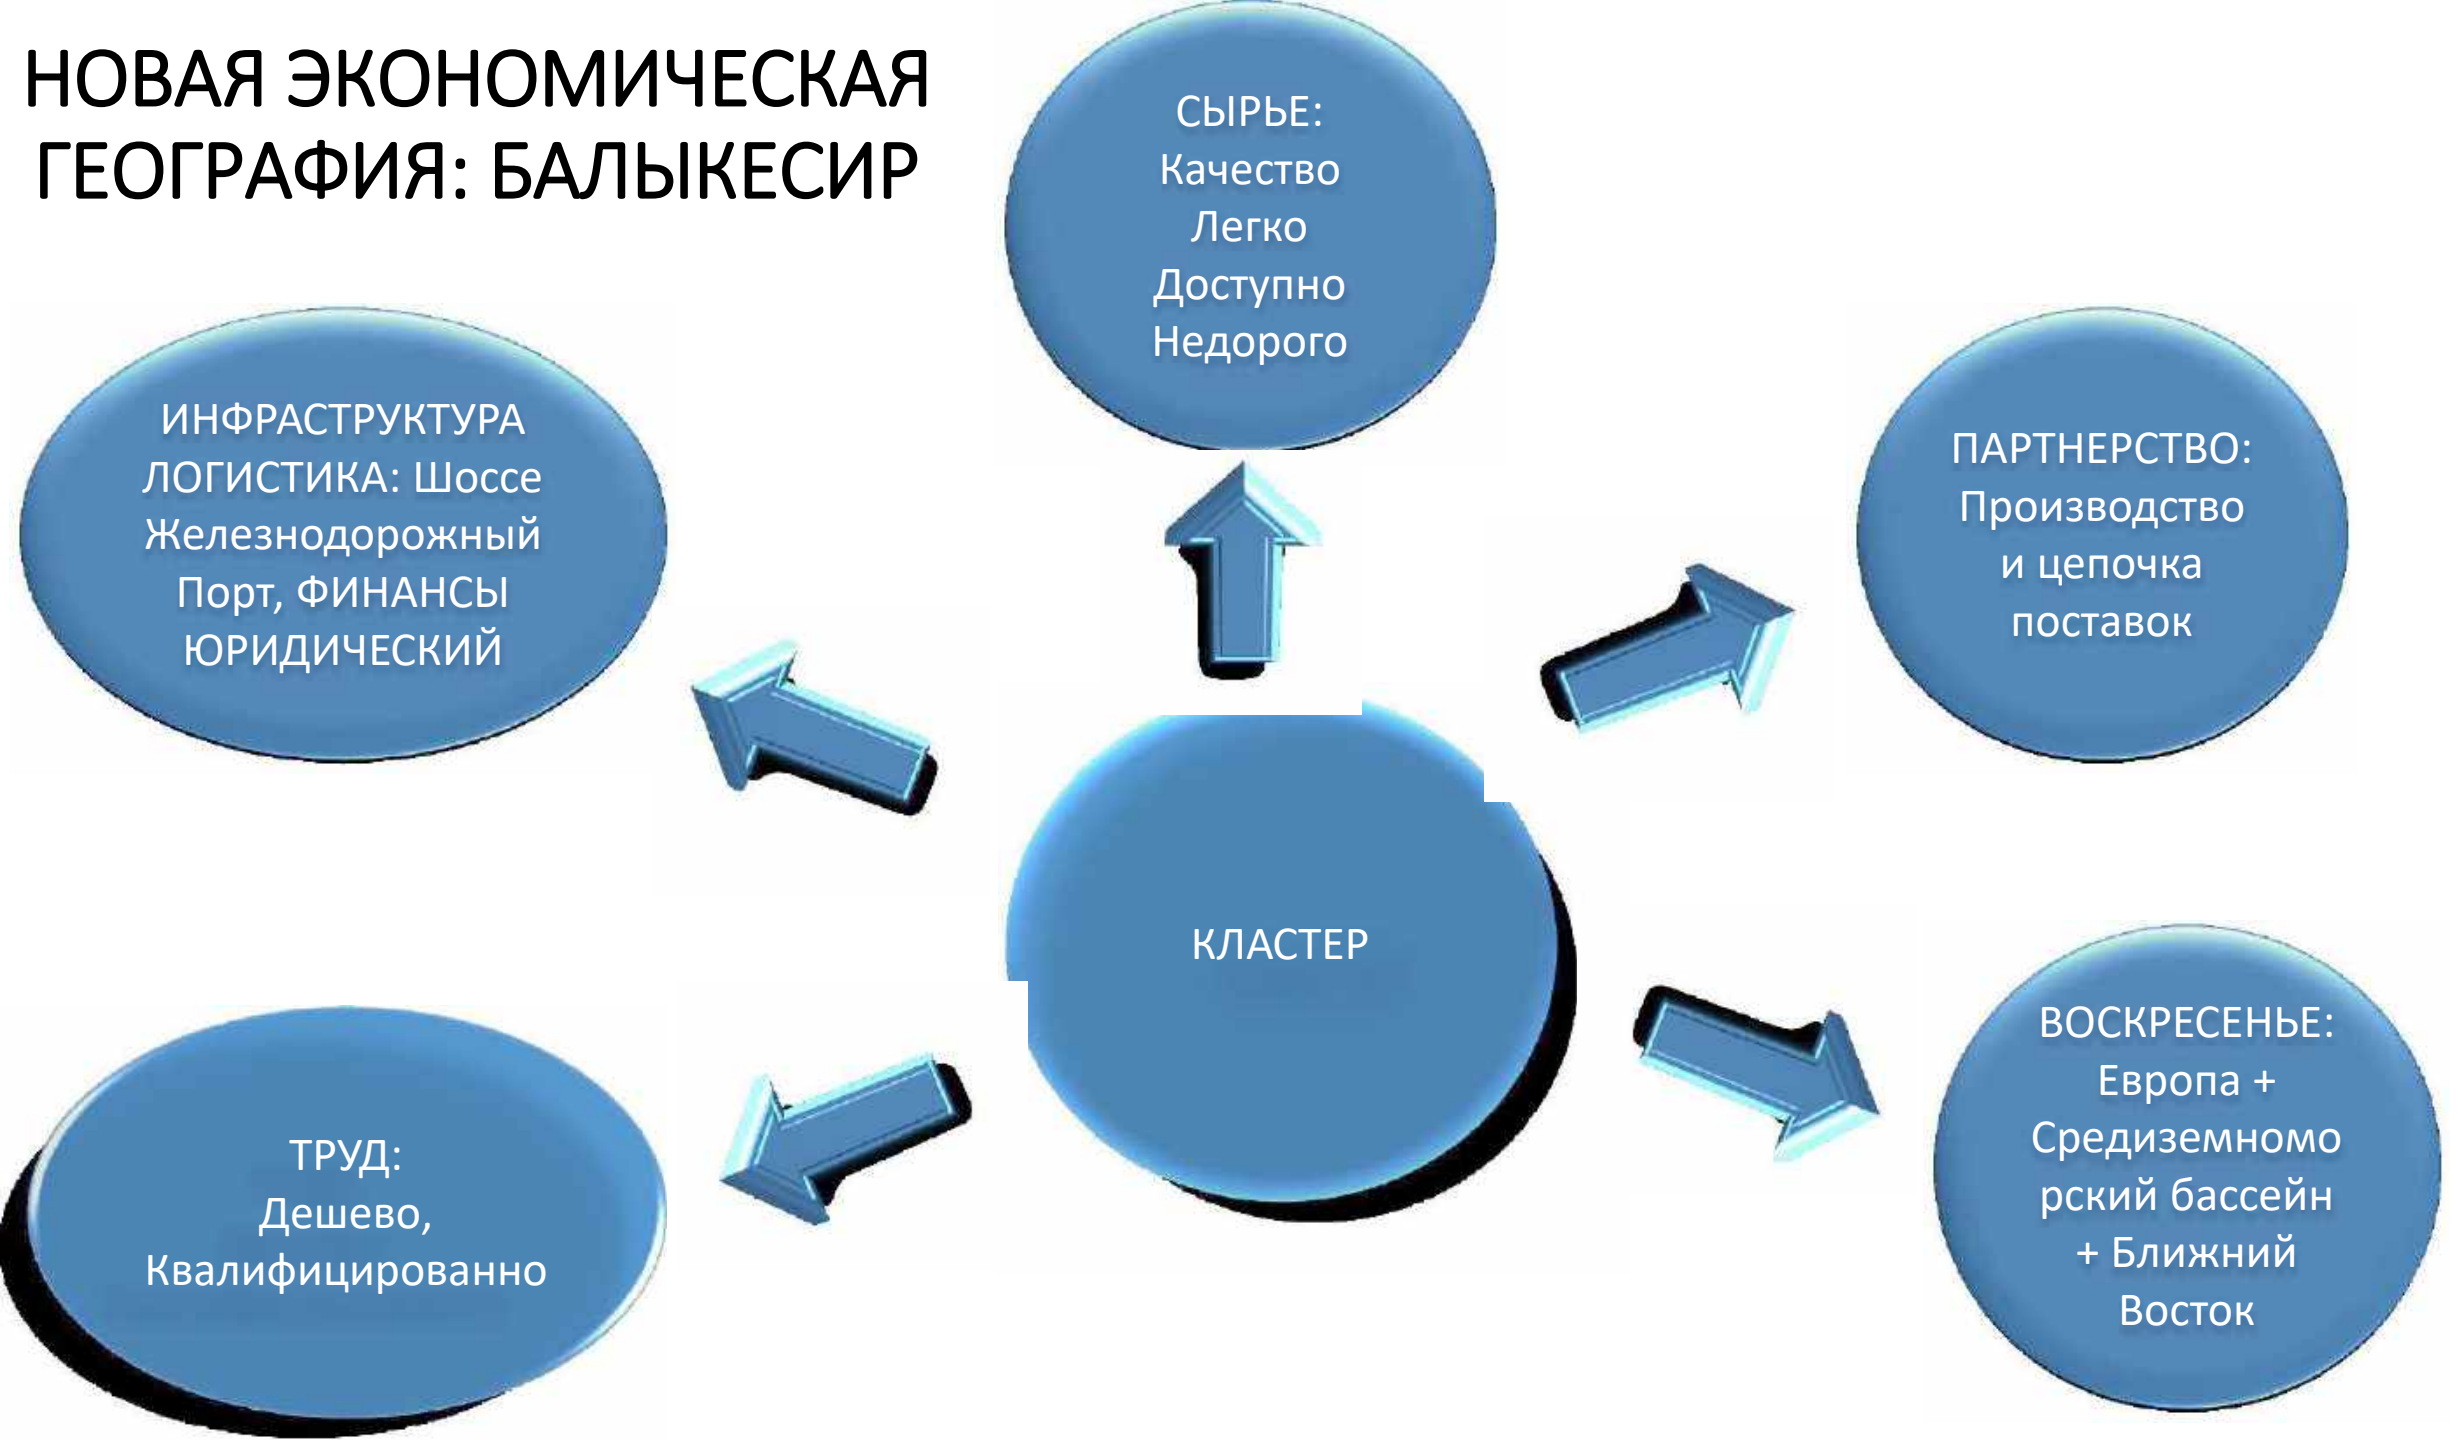 НОВАЯ ЭКОНОМИЧЕСКАЯ
ГЕОГРАФИЯ: БАЛЫКЕСИР
СЫРЬЕ:
Качество
Легко
Доступно
Недорого
ИНФРАСТРУКТУРА
ЛОГИСТИКА: Шоссе
Железнодорожный
Порт, ФИНАНСЫ
ЮРИДИЧЕСКИЙ
ПАРТНЕРСТВО:
Производство
и цепочка
поставок
КЛАСТЕР
ТРУД:
Дешево,
Квалифицированно
ВОСКРЕСЕНЬЕ:
Европа +
Средиземномо
рский бассейн
+ Ближний
Восток